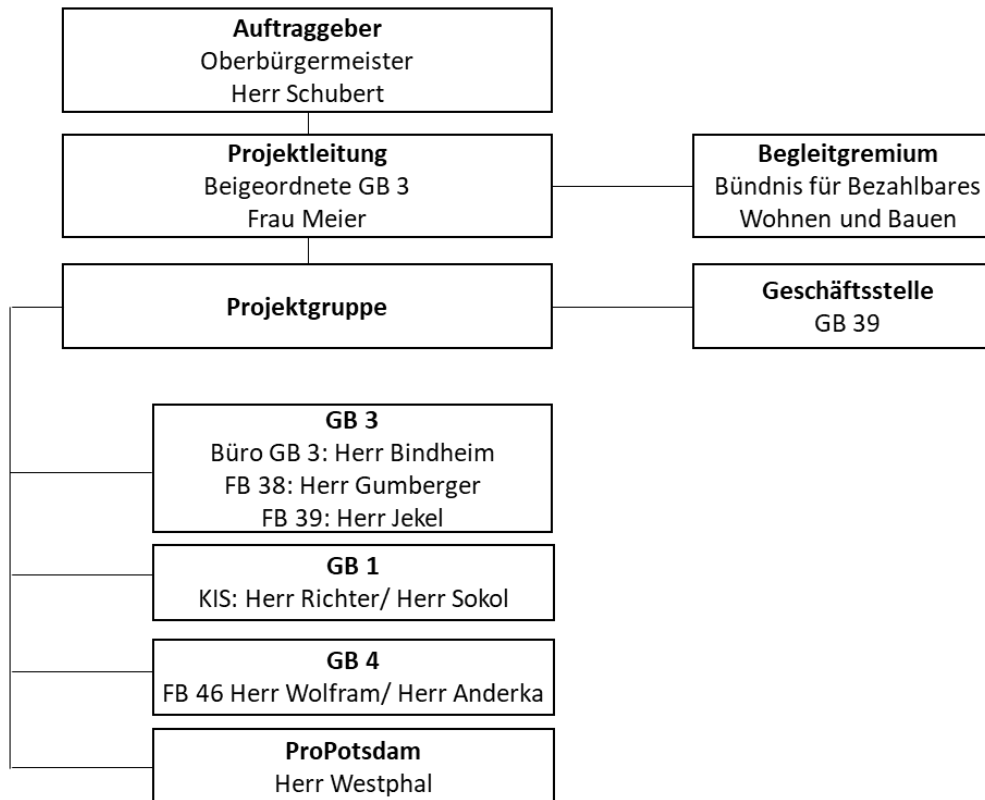 Auftraggeber
Oberbürgermeister
Herr Schubert
Projektleitung
Beigeordnete GB 3
Frau Meier
Begleitgremium
Bündnis für Bezahlbares
Wohnen und Bauen
Projektgruppe
Geschäftsstelle
GB 39
GB 3
Büro GB 3: Herr Bindheim
FB 38: Herr Gumberger
FB 39: Herr Jekel
GB 1
KIS: Herr Richter/ Herr Sokol
GB 4
FB 46 Herr Wolfram/ Herr Anderka
ProPotsdam
Herr Westphal